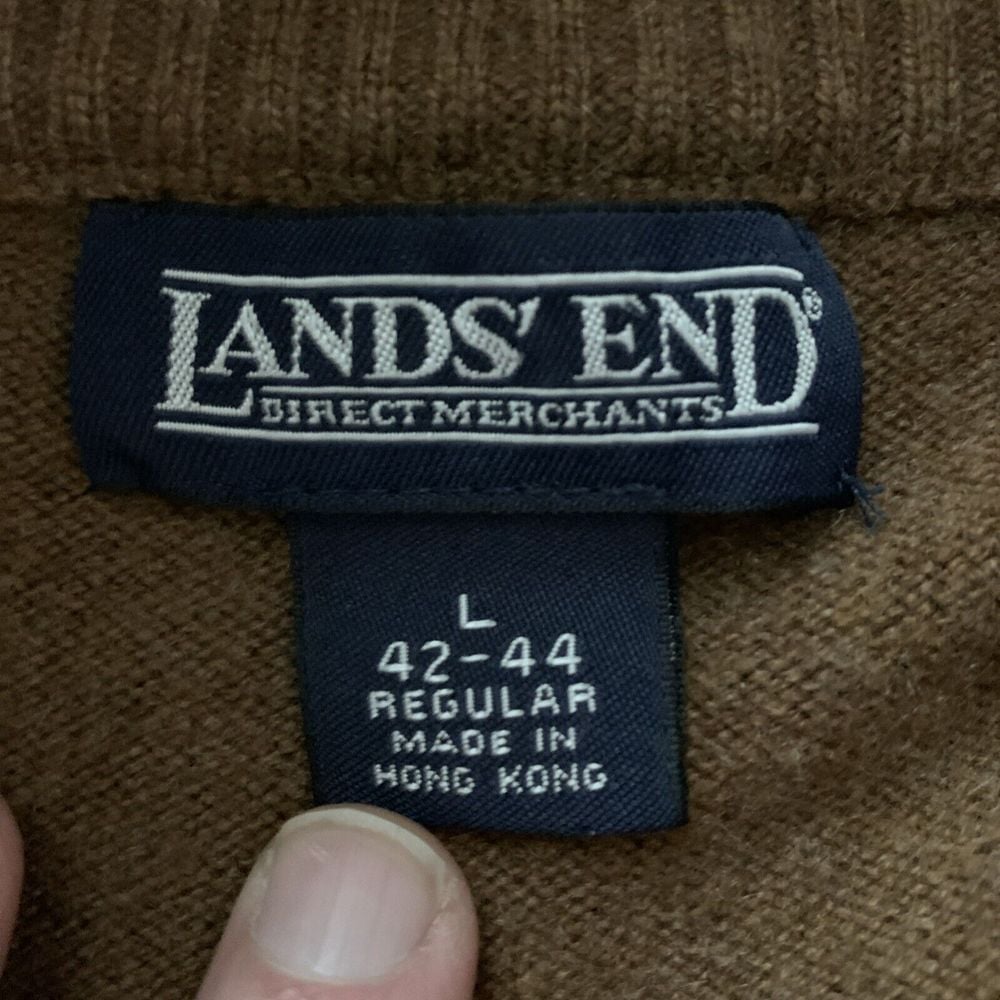 LANDS' END®
DIRECT MERCHANTS
L
42-44
REGULAR
MADE IN
HONG KONG